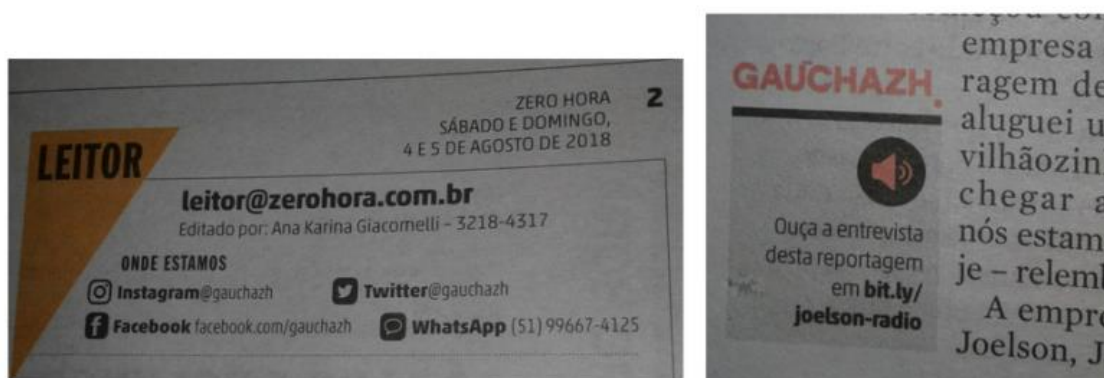 ZERO HORA 2
SÁBADO E DOMINGO,
4 E 5 DE AGOSTO DE 2018
LEITOR
leitor@zerohora.com.br
Editado por: Ana Karina Giacomelli – 3218-4317
ONDE ESTAMOS
Instagram@gauchazh Twitter@gauchazh
Facebook facebook.com/gauchazh WhatsApp (51) 99667-4125
GAÚCHAZH.
Ouça a entrevista
desta reportagem
em bit.ly/
joelson-radio
empresa
ragem de
aluguei u
vilhãozin
chegar a
nós estam
je – relem
A empre
Joelson, J